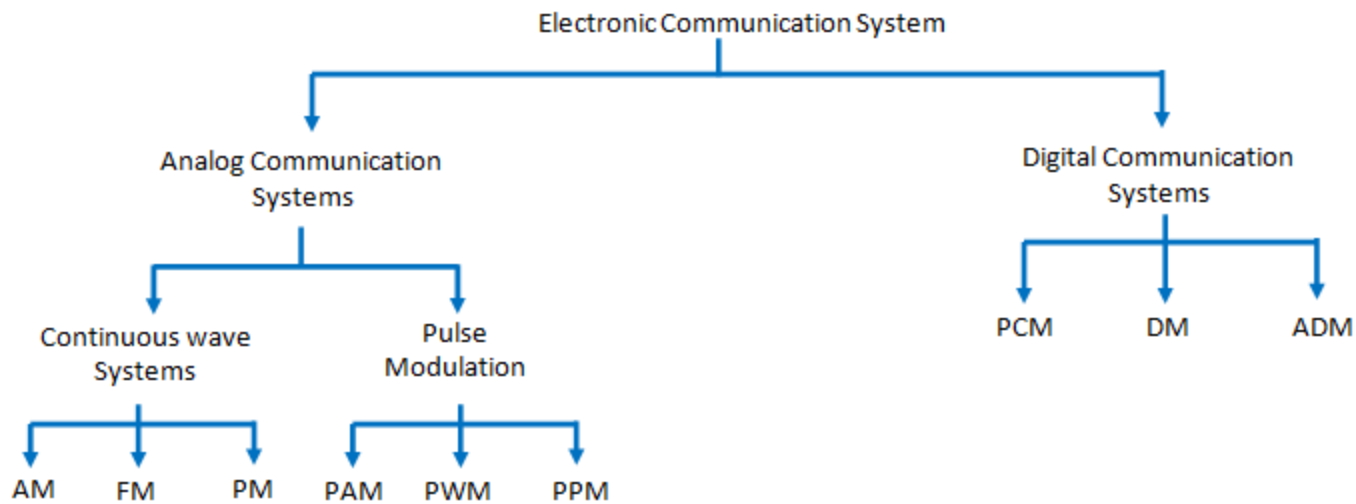 Electronic Communication System
Analog Communication
Systems
Digital Communication
Systems
Continuous wave
Systems
Pulse
Modulation
PCM DM ADM
AM FM PM PAM PWM PPM